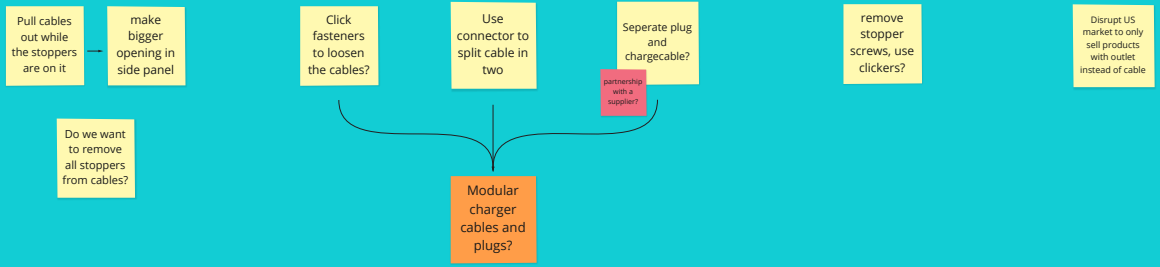 Pull cables
out while
the stoppers
are on it
make
bigger
opening in
side panel
Click
fasteners
to loosen
the cables?
Use
connector to
split cable in
two
Seperate plug
and
chargecable?
partnership
with a
supplier?
remove
stopper
screws, use
clickers?
Disrupt US
market to only
sell products
with outlet
instead of cable
Do we want
to remove
all stoppers
from cables?
Modular
charger
cables and
plugs?